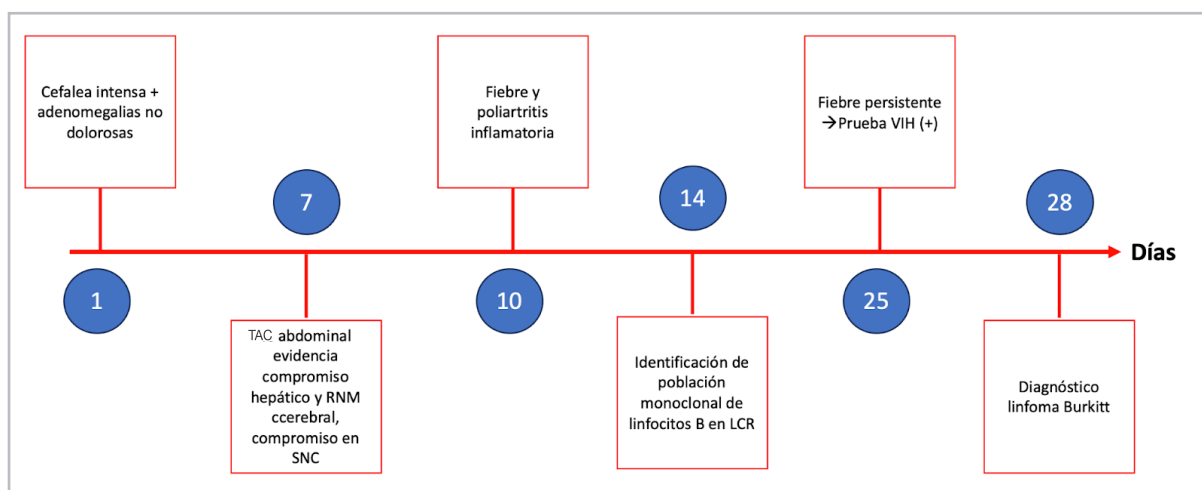 Cefalea intensa +
adenomegalias no
dolorosas
Fiebre y
poliartritis
inflamatoria
Fiebre persistente
→Prueba VIH (+)
7
14
28
Días
1
10
25
TAC abdominal
evidencia
compromiso
hepático y RNM
ccerebral,
compromiso en
SNC
Identificación de
población
monoclonal de
linfocitos B en LCR
Diagnóstico
linfoma Burkitt